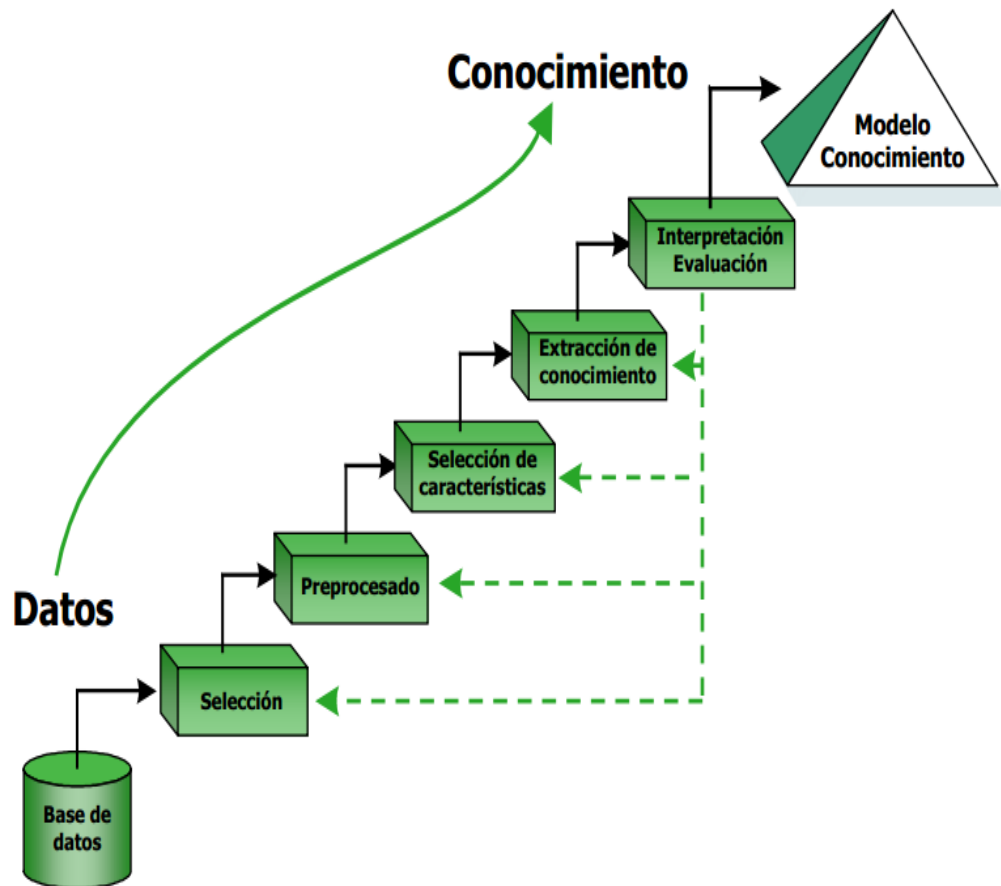 Conocimiento
Modelo
Conocimiento
Interpretación
Evaluación
Extracción de
conocimiento
Selección de
características
Preprocesado
Datos
Selección
Base de
datos